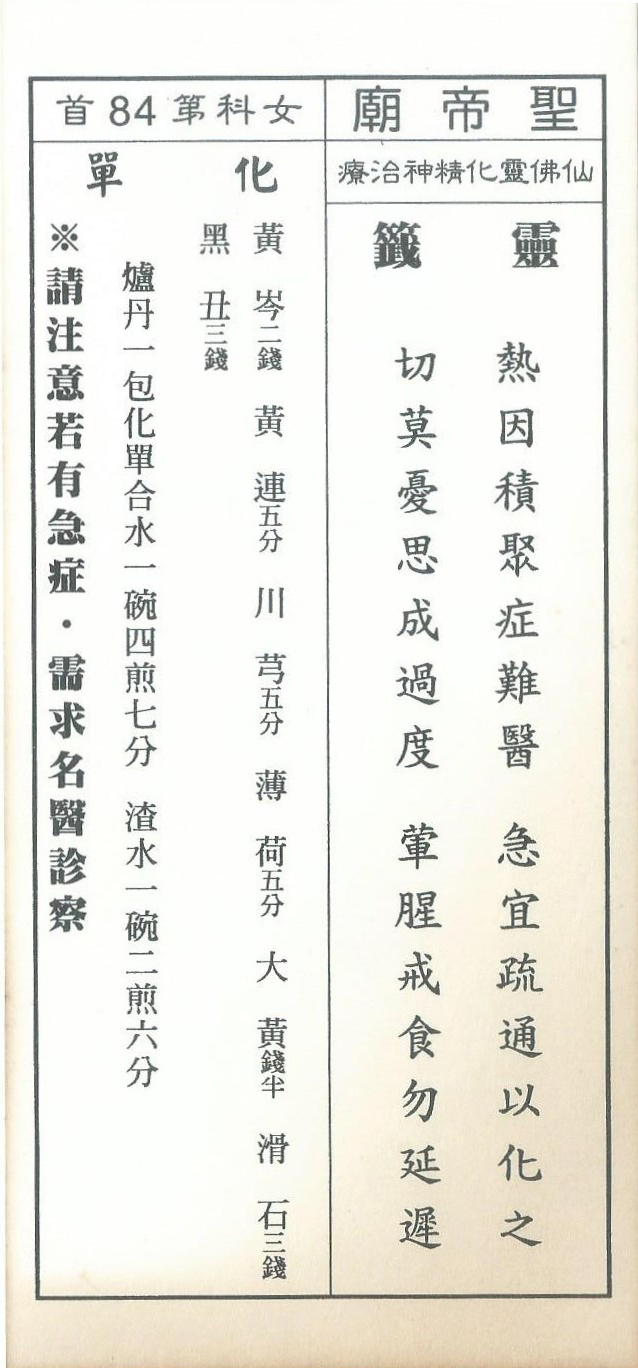 聖帝廟
仙佛靈化精神治療
靈籤
熱因積聚症難醫 急宜疏通以化之
切莫憂思成過度 葷腥戒食勿延遲
女科第84首
化單
黃岑二錢 黃連五分 川芎五分 薄荷五分 大黃錢半 滑石三錢
黑丑三錢
爐丹一包化單合水一碗四煎七分 渣水一碗二煎六分
※請注意若有急症・需求名醫診察